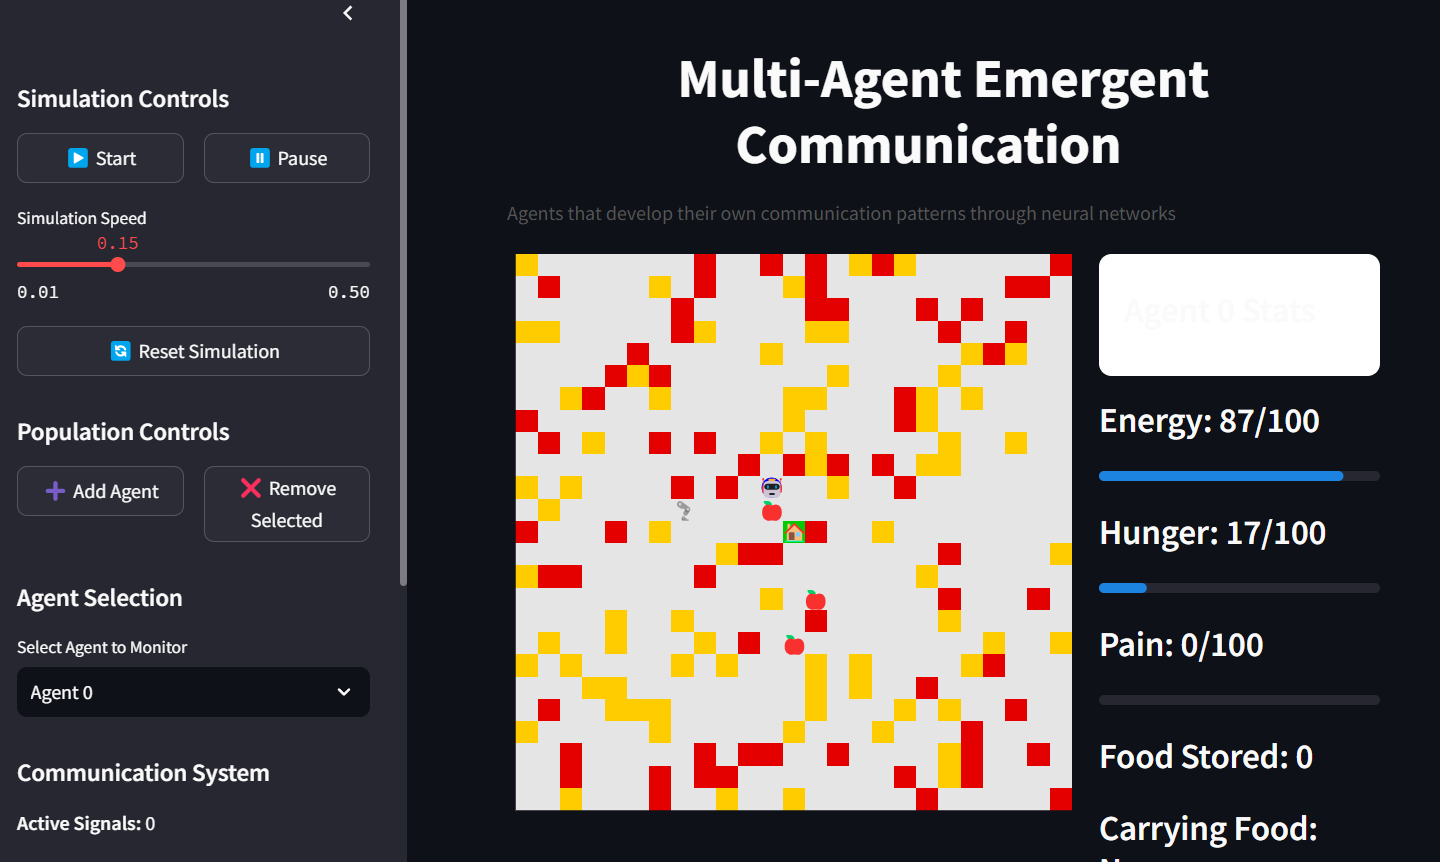 Simulation Controls
Start
Pause
Simulation Speed
0.15
0.01
0.50
Reset Simulation
Population Controls
Add Agent
Remove
Selected
Agent Selection
Select Agent to Monitor
Agent 0
Communication System
Active Signals: 0
Multi-Agent Emergent
Communication
Agents that develop their own communication patterns through neural networks
Agent 0 Stats
Energy: 87/100
Hunger: 17/100
Pain: 0/100
Food Stored: 0
Carrying Food: